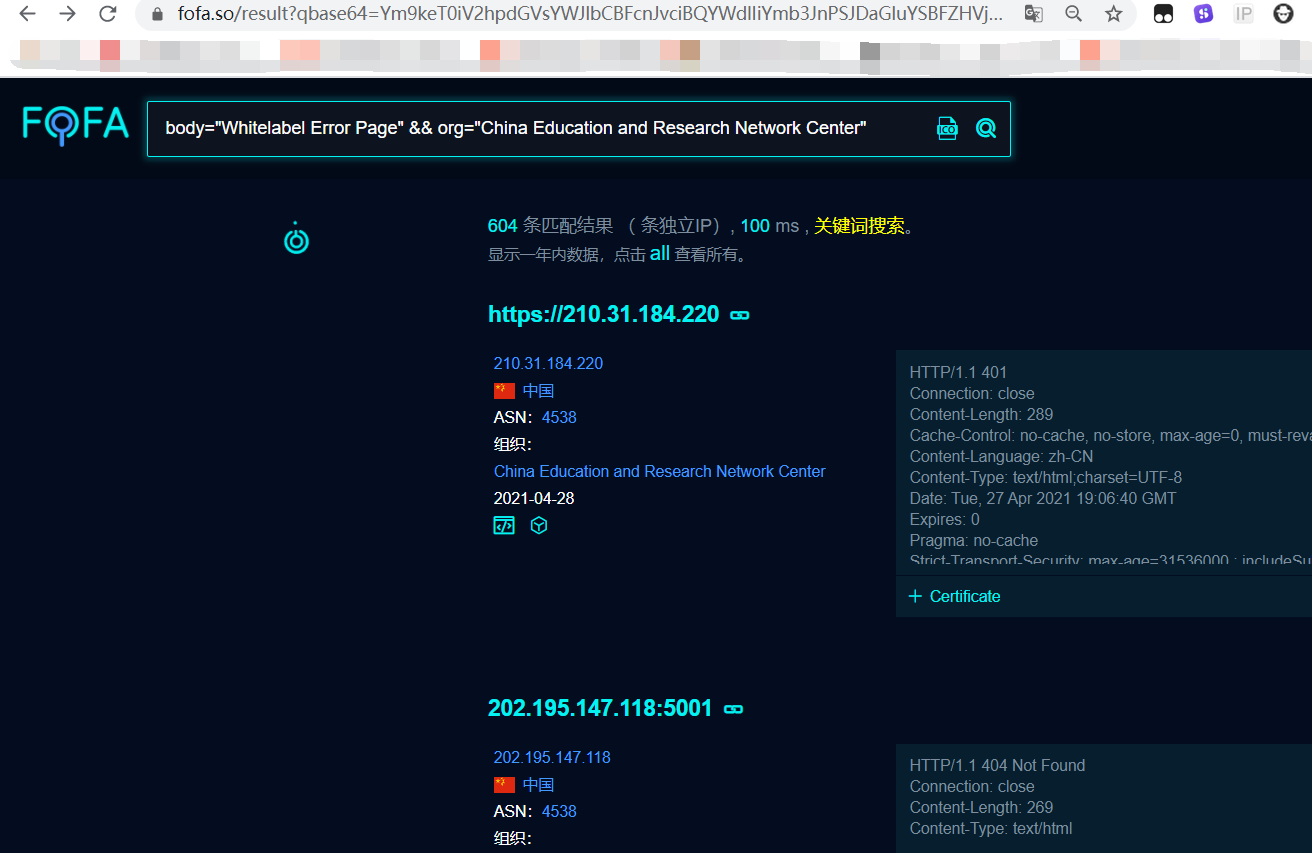 fofa.so/result?qbase64=Ym9keT0iV2hpdGVsYWJlbCBFcnJvciBQYWdlIiYmb3JnPSJDaGluYSBFZHVj...
IP
FOFA
body="Whitelabel Error Page" && org="China Education and Research Network Center"
ICO
604 条匹配结果 （ 条独立IP）, 100 ms , 关键词搜索。
显示一年内数据，点击 all 查看所有。
https://210.31.184.220
210.31.184.220
中国
ASN： 4538
组织：
China Education and Research Network Center
2021-04-28
HTTP/1.1 401
Connection: close
Content-Length: 289
Cache-Control: no-cache, no-store, max-age=0, must-reva
Content-Language: zh-CN
Content-Type: text/html;charset=UTF-8
Date: Tue, 27 Apr 2021 19:06:40 GMT
Expires: 0
Pragma: no-cache
Strict-Transport-Security: max-age=31536000 ; includeSu
+ Certificate
202.195.147.118:5001
202.195.147.118
中国
ASN： 4538
组织：
HTTP/1.1 404 Not Found
Connection: close
Content-Length: 269
Content-Type: text/html